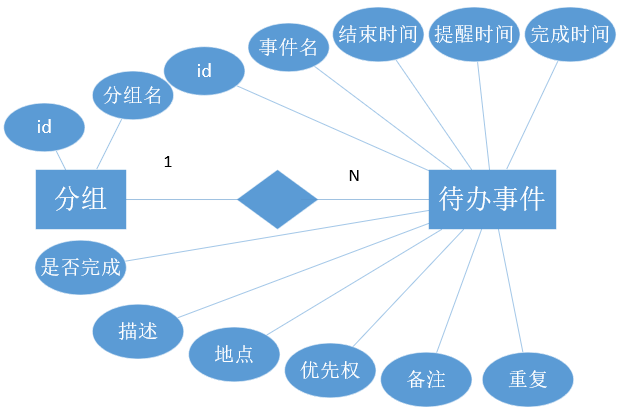 结束时间
提醒时间
完成时间
事件名
id
分组名
id
1
N
分组
待办事件
是否完成
描述
地点
优先权
备注
重复